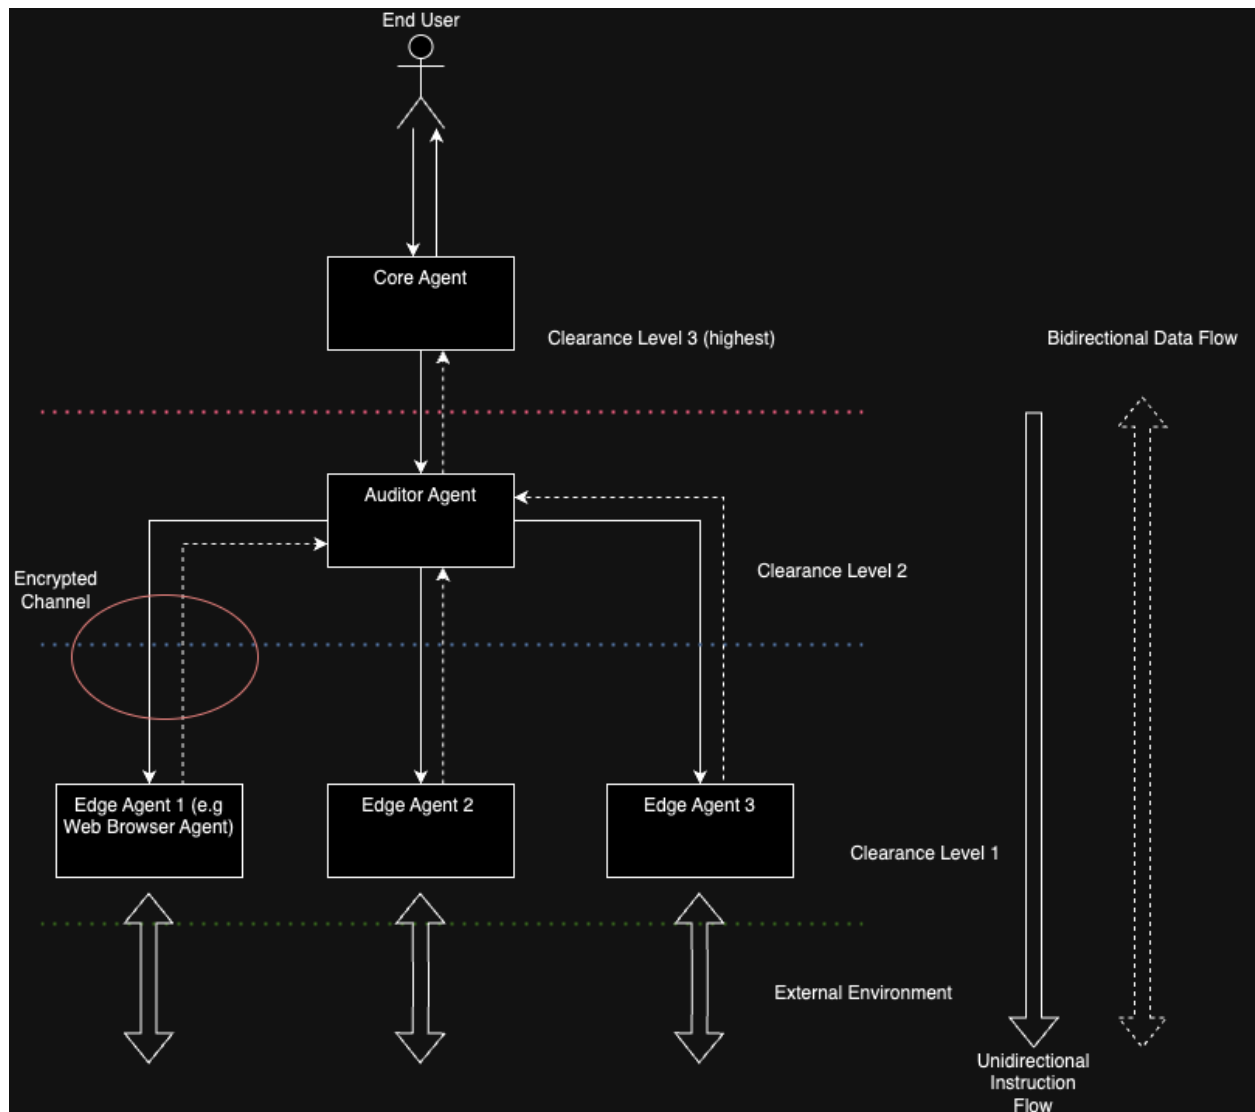 End User
Core Agent
Clearance Level 3 (highest)
Bidirectional Data Flow
Auditor Agent
Encrypted
Channel
Clearance Level 2
Edge Agent 1 (e.g
Web Browser Agent)
Edge Agent 2
Edge Agent 3
Clearance Level 1
External Environment
Unidirectional
Instruction
Flow